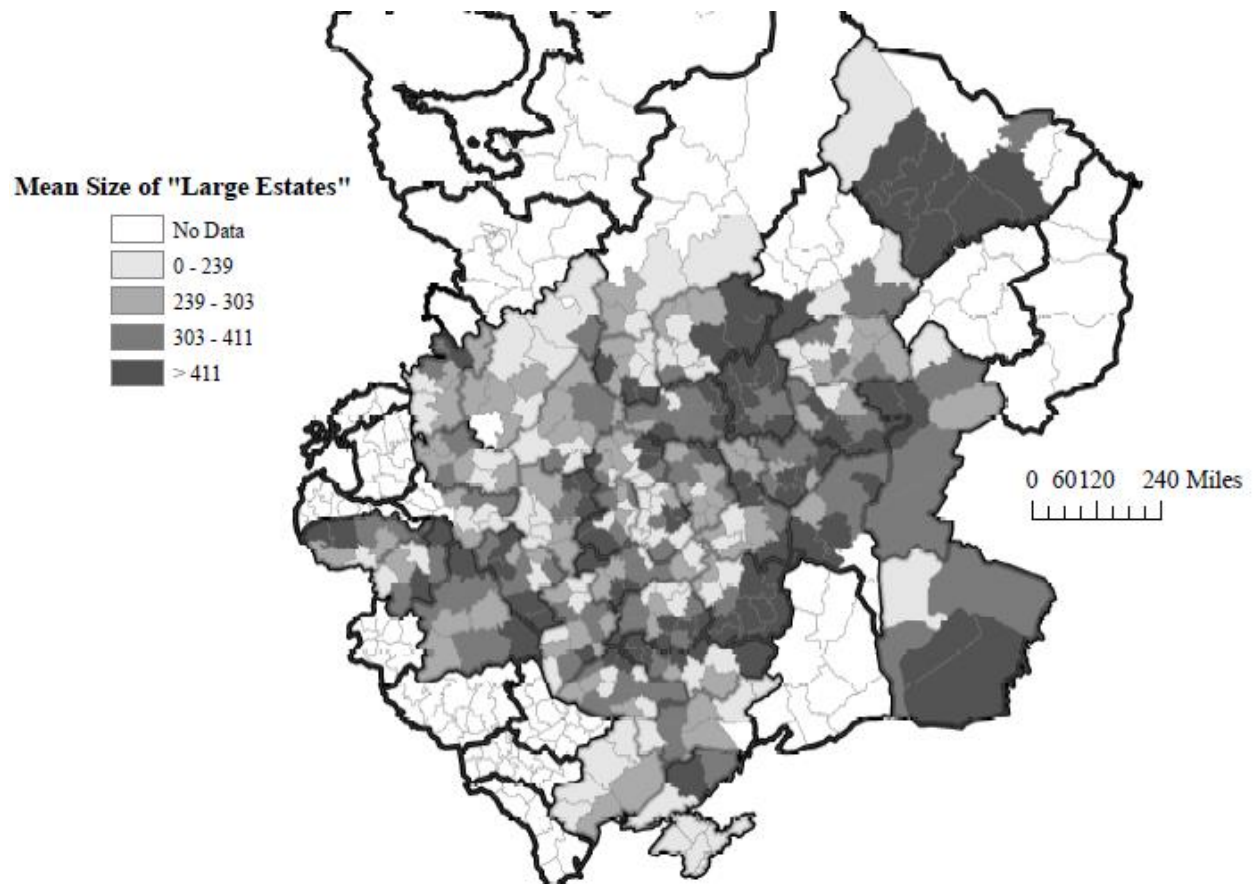 Mean Size of "Large Estates"
No Data
0 - 239
239 - 303
303 - 411
> 411
0 60120 240 Miles